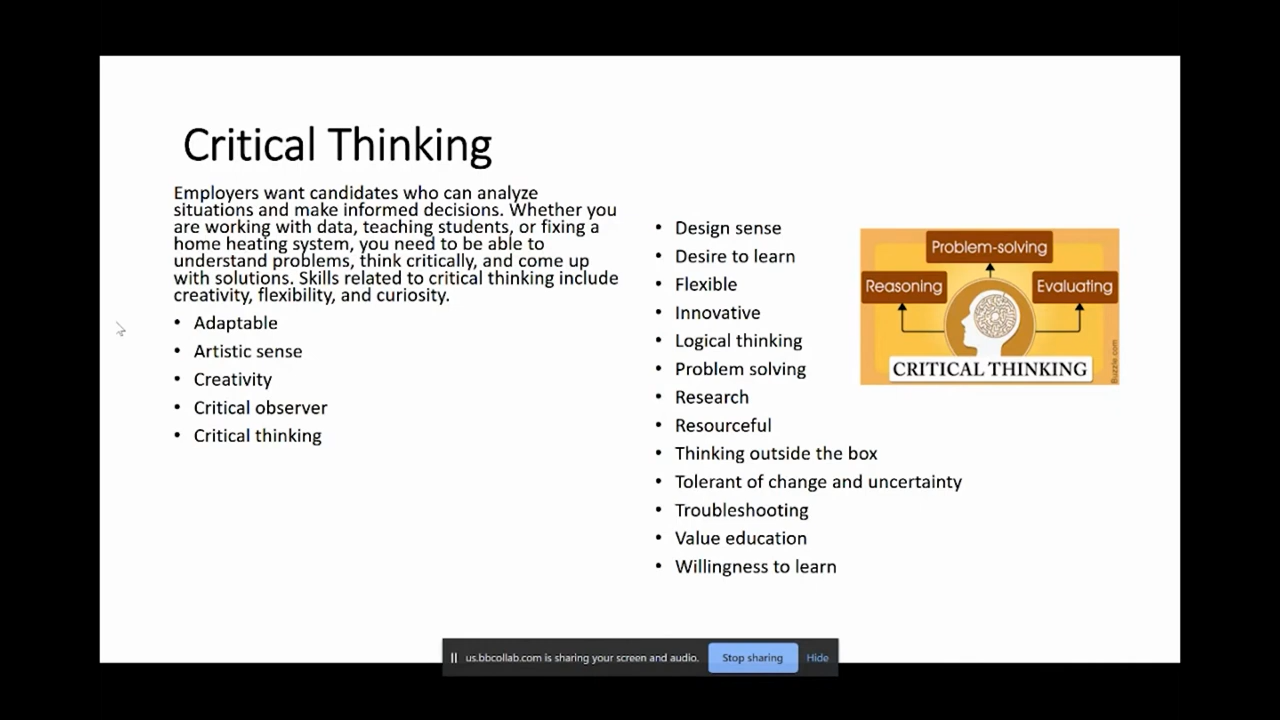 Critical Thinking
Employers want candidates who can analyze
situations and make informed decisions. Whether you
are working with data, teaching students, or fixing a
home heating system, you need to be able to
understand problems, think critically, and come up
with solutions. Skills related to critical thinking include
creativity, flexibility, and curiosity.
• Adaptable
• Artistic sense
• Creativity
• Critical observer
• Critical thinking
• Design sense
• Desire to learn
• Flexible
• Innovative
• Logical thinking
• Problem solving
• Research
• Resourceful
• Thinking outside the box
• Tolerant of change and uncertainty
• Troubleshooting
• Value education
• Willingness to learn
Problem-solving
Reasoning
Evaluating
CRITICAL THINKING
Buzzle.com
us.bbcollab.com is sharing your screen and audio.
Stop sharing
Hide